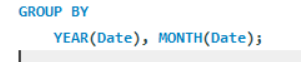 GROUP BY
YEAR(Date), MONTH(Date);